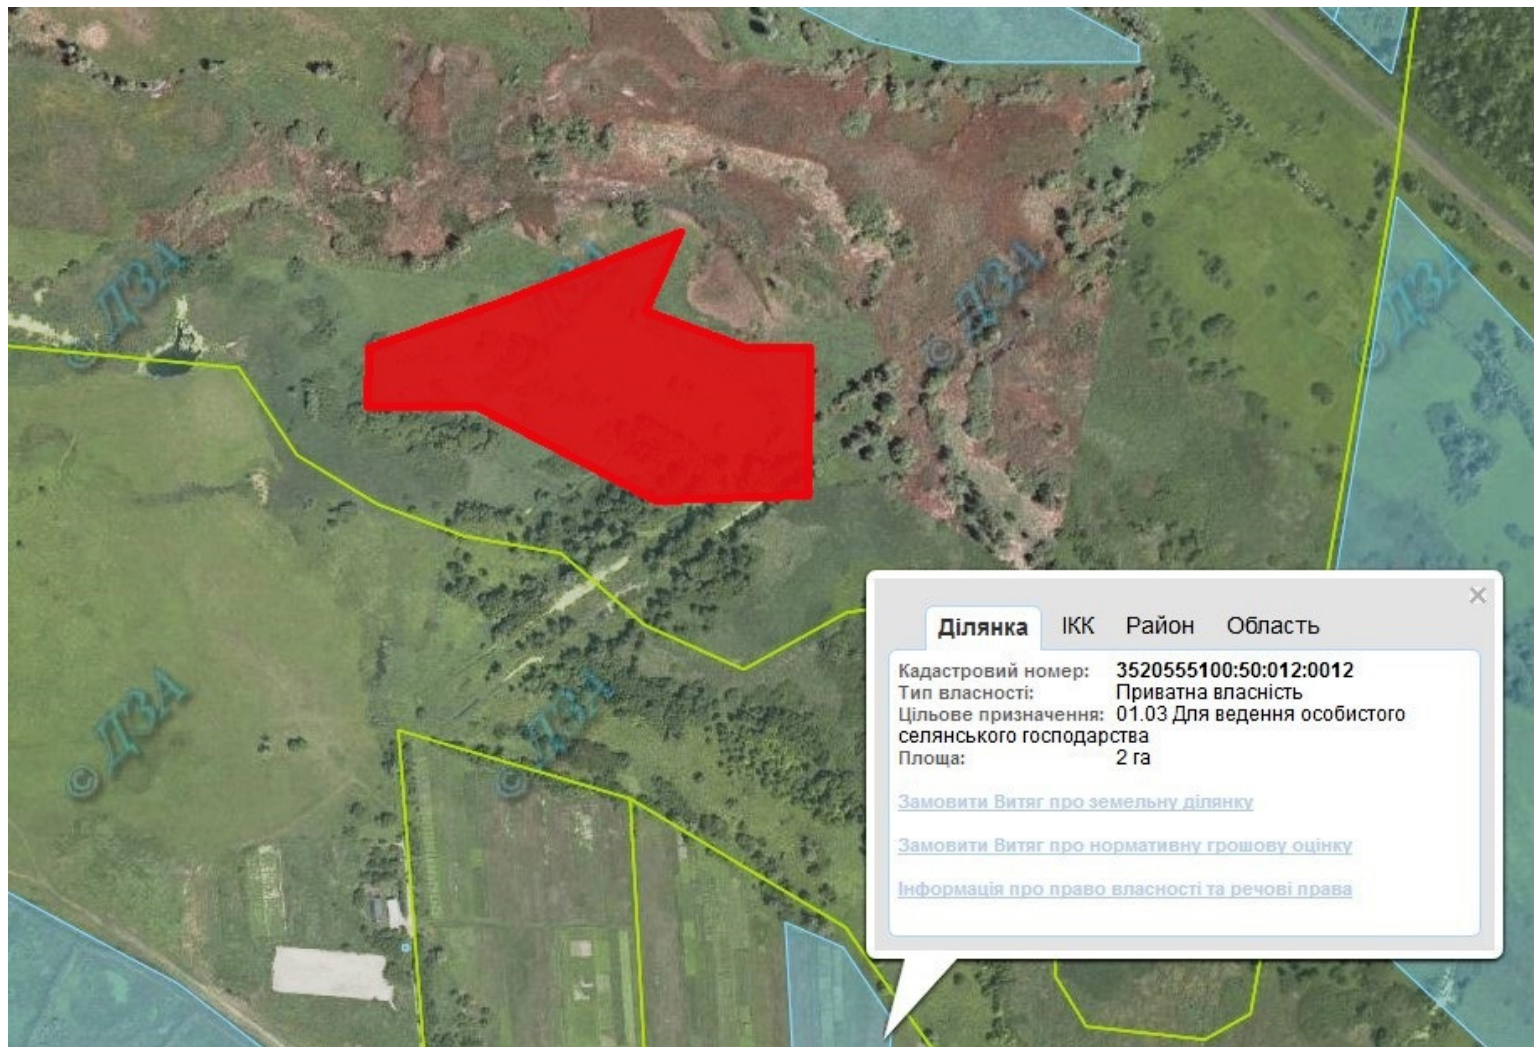 © ДЗА
© ДЗА
© ДЗА
© ДЗА
© ДЗА
ДЗА
Ділянка ІКК Район Область
Кадастровий номер: 3520555100:50:012:0012
Тип власності: Приватна власність
Цільове призначення: 01.03 Для ведення особистого
селянського господарства
Площа: 2 га
Замовити Витяг про земельну ділянку
Замовити Витяг про нормативну грошову оцінку
Інформація про право власності та речові права